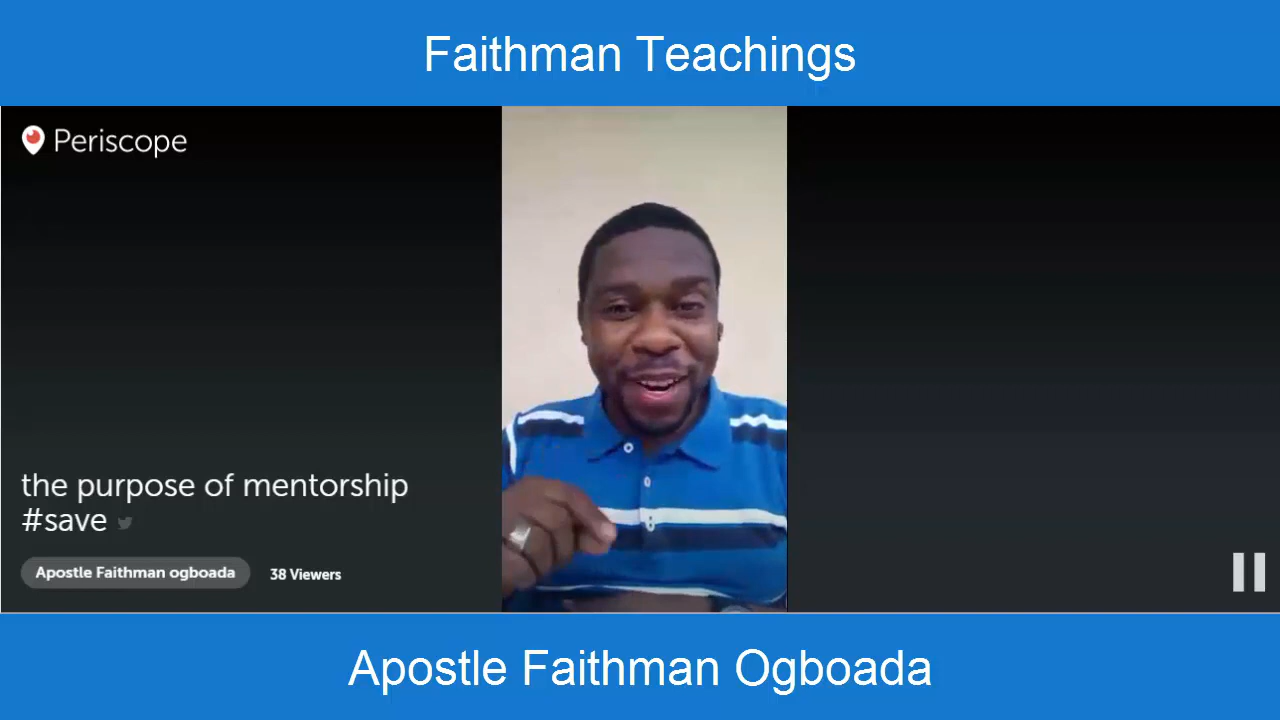 Faithman Teachings
Periscope
the purpose of mentorship
#save
Apostle Faithman ogboada
38 Viewers
Apostle Faithman Ogboada